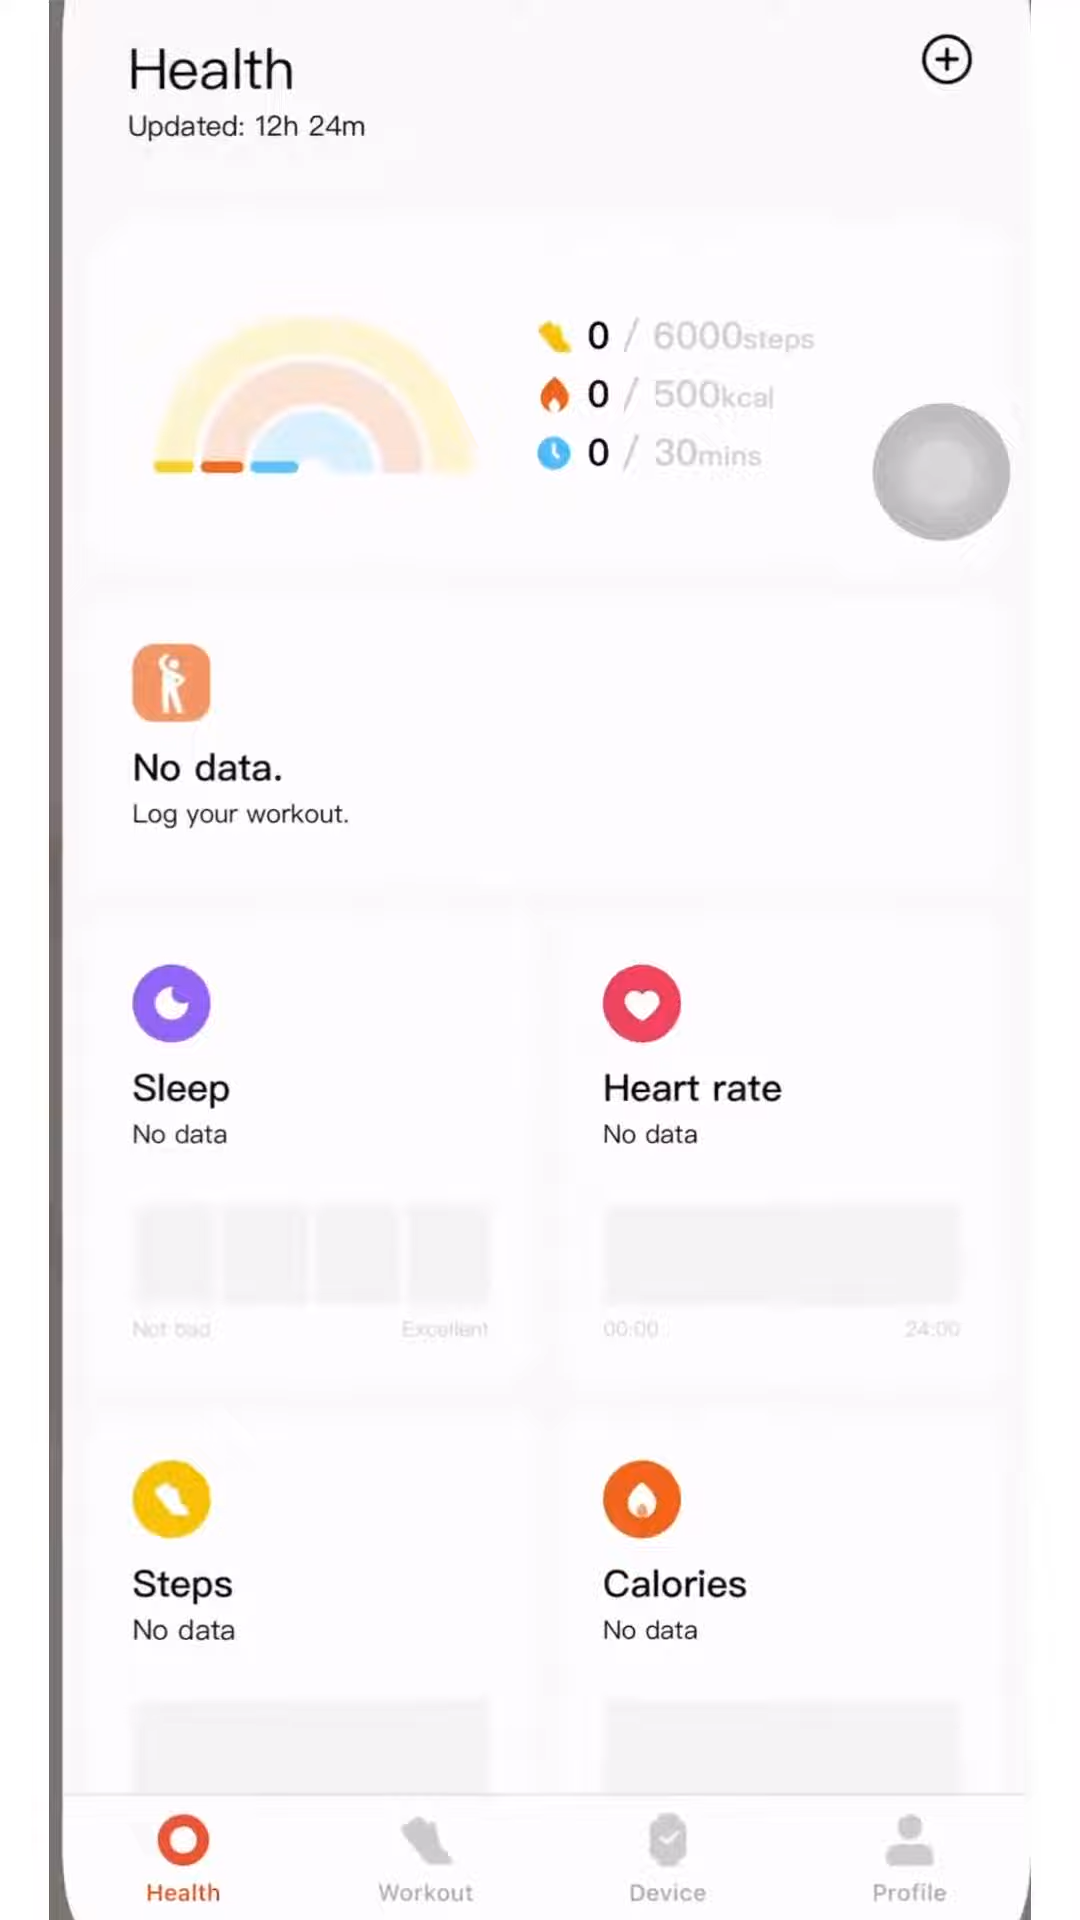 Health
Updated: 12h 24m
0 / 6000steps
0 / 500kcal
0 / 30mins
No data.
Log your workout.
Sleep
No data
Not bad Excellent
Heart rate
No data
00:00 24:00
Steps
No data
Calories
No data
Health Workout Device Profile